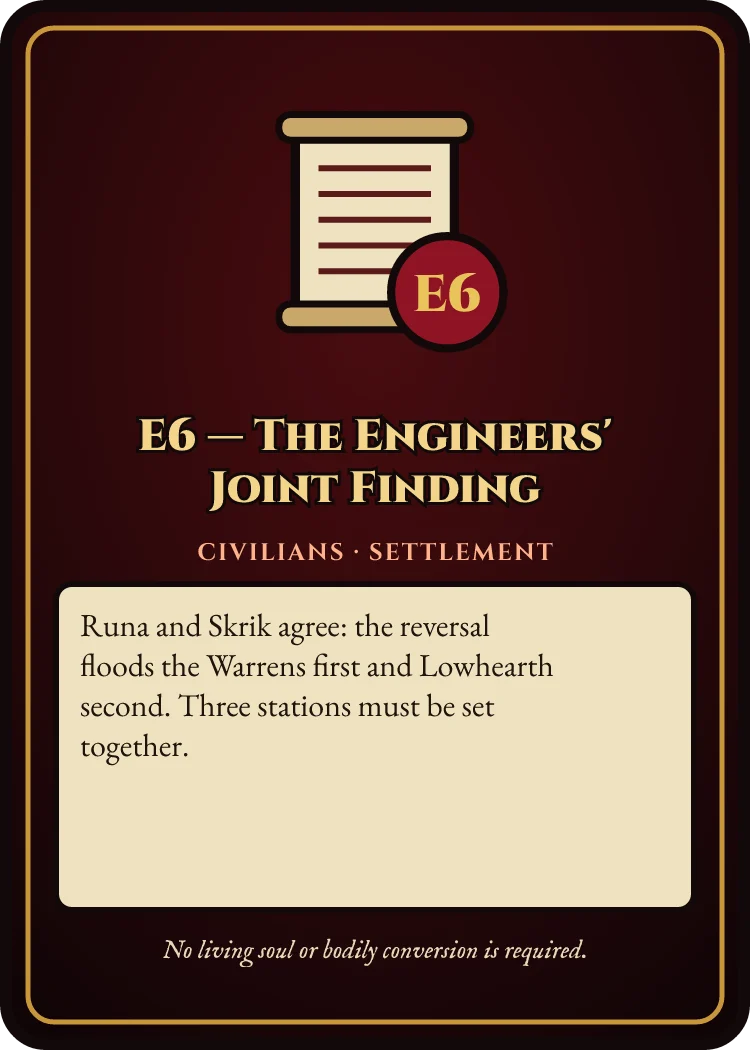 E6
E6 — The Engineers’
Joint Finding
CIVILIANS · SETTLEMENT
Runa and Skrik agree: the reversal
floods the Warrens first and Lowhearth
second. Three stations must be set
together.
No living soul or bodily conversion is required.